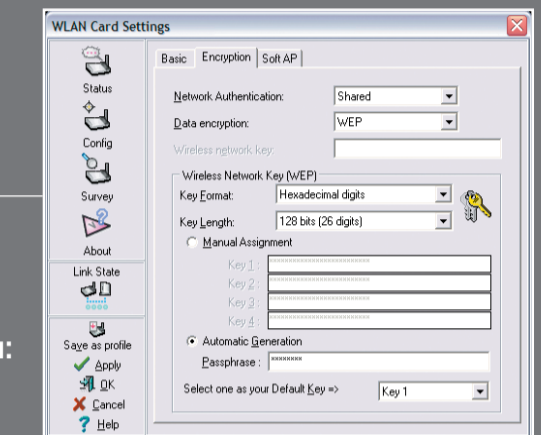 WLAN Card Settings
Status
Config
Survey
About
Link State
Save as profile
Apply
OK
Cancel
Help
Basic Encryption Soft AP
Network Authentication: Shared
Data encryption: WEP
Wireless network key:
Wireless Network Key (WEP)
Key Format: Hexadecimal digits
Key Length: 128 bits (26 digits)
Manual Assignment
Key 1 : **************************
Key 2 : **************************
Key 3 : **************************
Key 4 : **************************
Automatic Generation
Passphrase : ********
Select one as your Default Key => Key 1